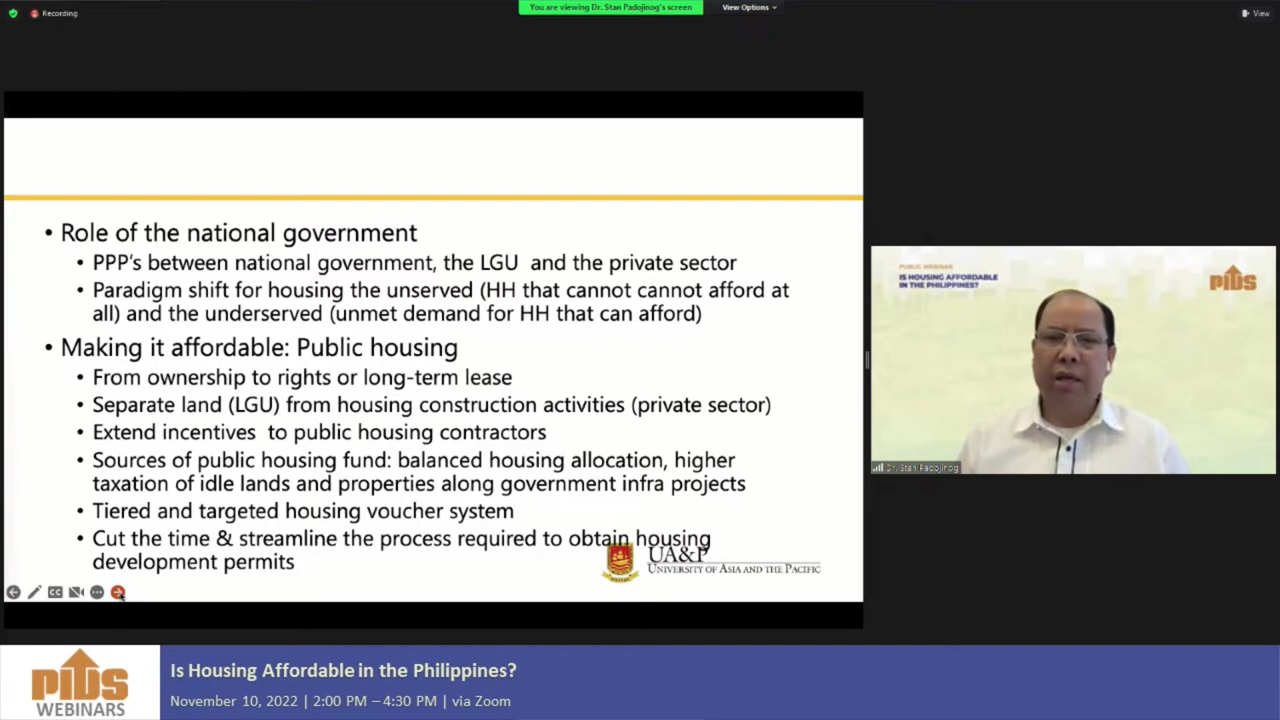 Recording
You are viewing Dr. Stan Padojinog's screen
View Options
View
• Role of the national government
• PPP's between national government, the LGU and the private sector
• Paradigm shift for housing the unserved (HH that cannot cannot afford at
all) and the underserved (unmet demand for HH that can afford)
• Making it affordable: Public housing
• From ownership to rights or long-term lease
• Separate land (LGU) from housing construction activities (private sector)
• Extend incentives to public housing contractors
• Sources of public housing fund: balanced housing allocation, higher
taxation of idle lands and properties along government infra projects
• Tiered and targeted housing voucher system
• Cut the time & streamline the process required to obtain housing
development permits
UA&P
UNIVERSITY OF ASIA AND THE PACIFIC
CC
PUBLIC WEBINAR
IS HOUSING AFFORDABLE
IN THE PHILIPPINES?
PIDS
Dr. Stan Padojinog
PIDS
WEBINARS
Is Housing Affordable in the Philippines?
November 10, 2022 | 2:00 PM – 4:30 PM | via Zoom